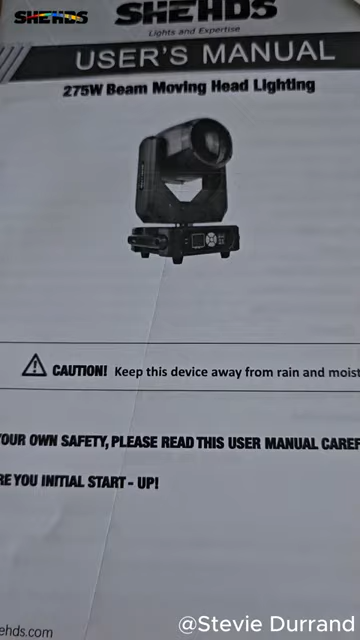 SHEHDS
SHEHDS
Lights and Expertise
USER'S MANUAL
275W Beam Moving Head Lighting
CAUTION! Keep this device away from rain and moist
YOUR OWN SAFETY, PLEASE READ THIS USER MANUAL CAREF
RE YOU INITIAL START - UP!
ehds.com
@Stevie Durrand